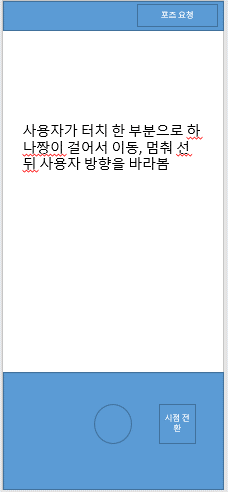 포즈 요청
사용자가 터치 한 부분으로 하
나짱이 걸어서 이동, 멈춰 선
뒤 사용자 방향을 바라봄
시점 전
환